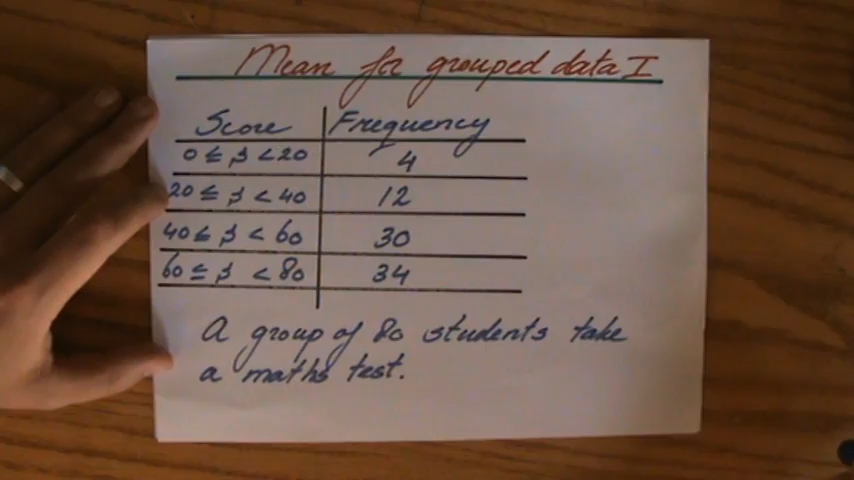 Mean for grouped data I
Score Frequency
0 ≤ s < 20 4
20 ≤ s < 40 12
40 ≤ s < 60 30
60 ≤ s < 80 34
A group of 80 students take
a maths test.